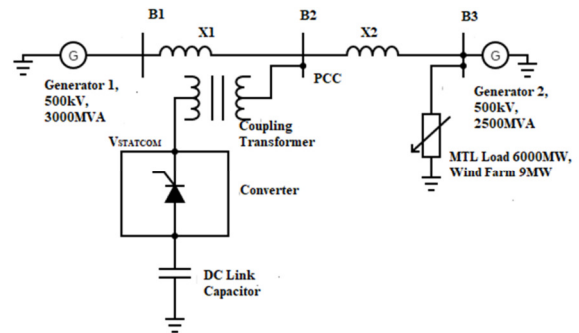 B1
X1
B2
X2
B3
G
G
Generator 1,
500kV,
3000MVA
PCC
Generator 2,
500kV,
2500MVA
Coupling
Transformer
VSTATCOM
MTL Load 6000MW,
Wind Farm 9MW
Converter
DC Link
Capacitor